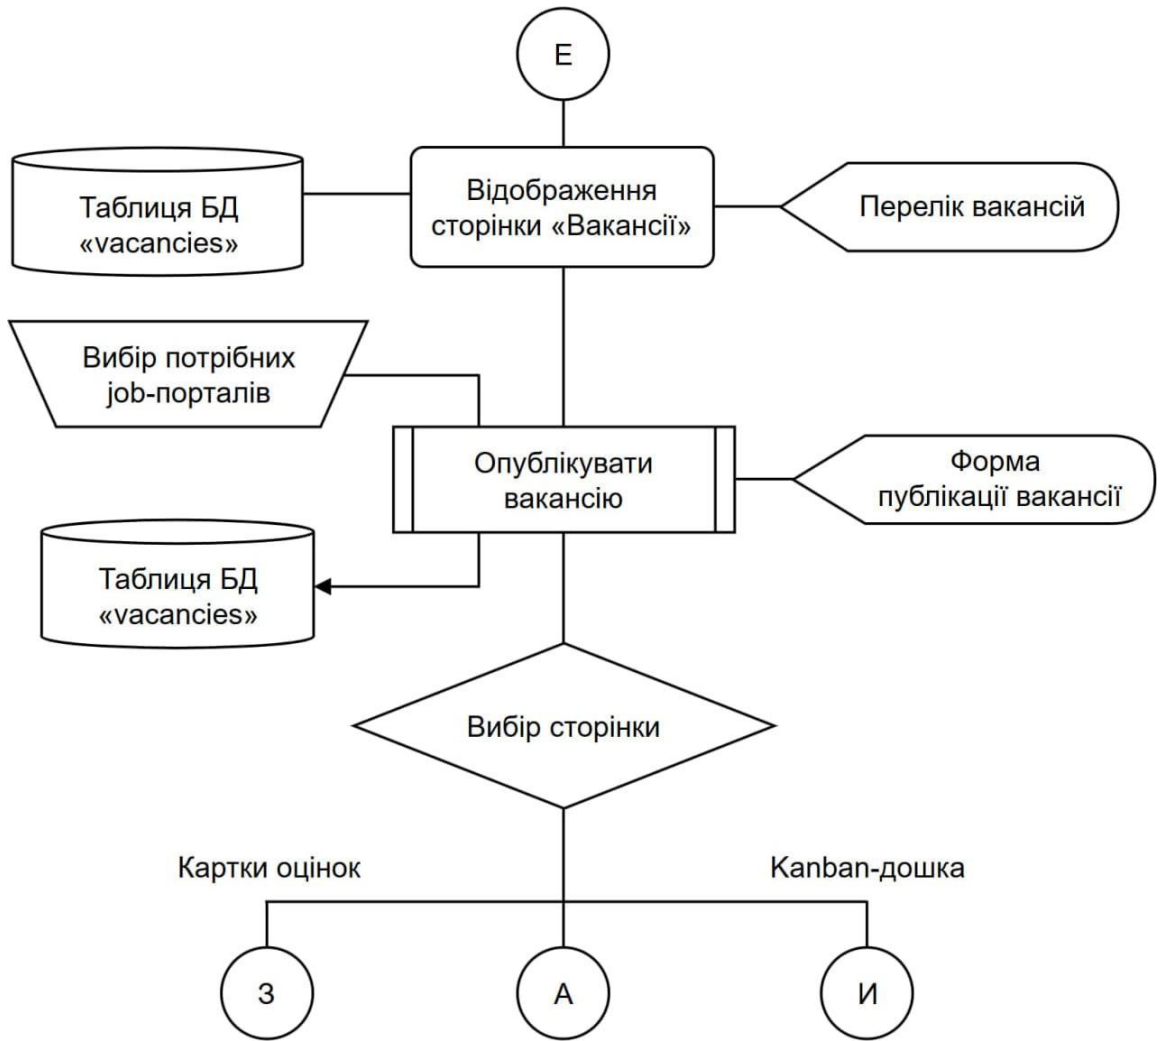 Е
Таблиця БД
«vacancies»
Відображення
сторінки «Вакансії»
Перелік вакансій
Вибір потрібних
job-порталів
Опублікувати
вакансію
Форма
публікації вакансії
Таблиця БД
«vacancies»
Вибір сторінки
Картки оцінок
Kanban-дошка
З
А
И